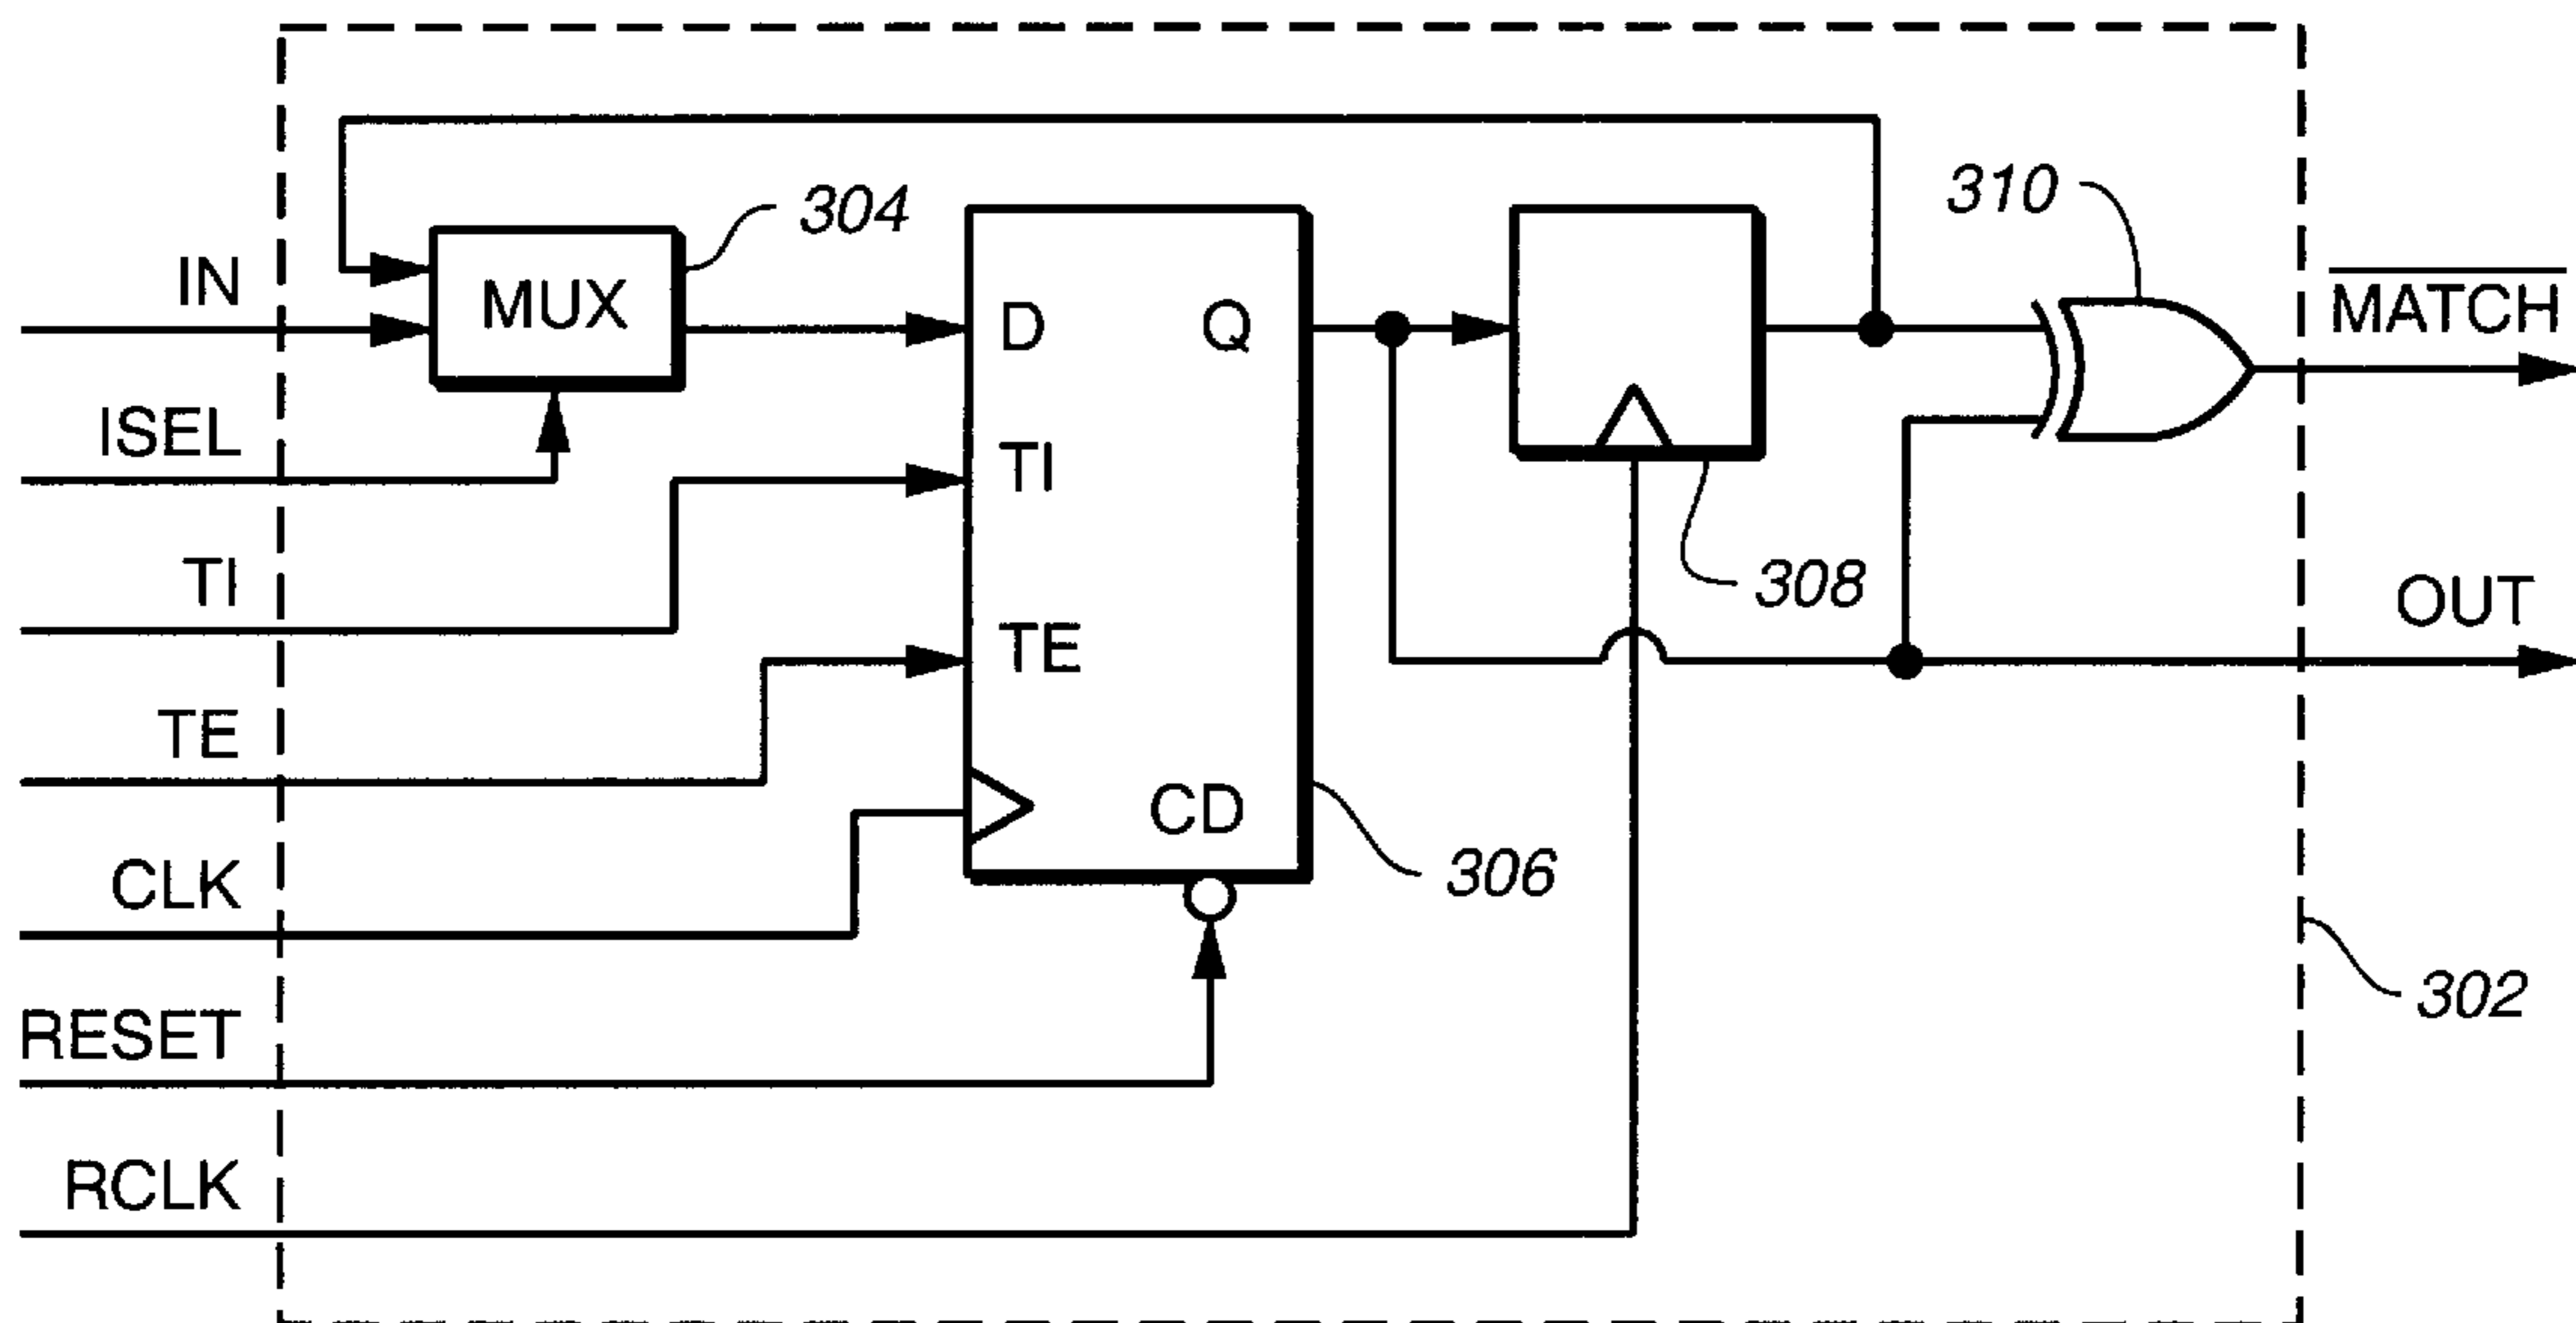 310
304
IN
MUX
MATCH
D
Q
ISEL
TI
TI
308
OUT
TE
TE
CD
CLK
306
302
RESET
RCLK